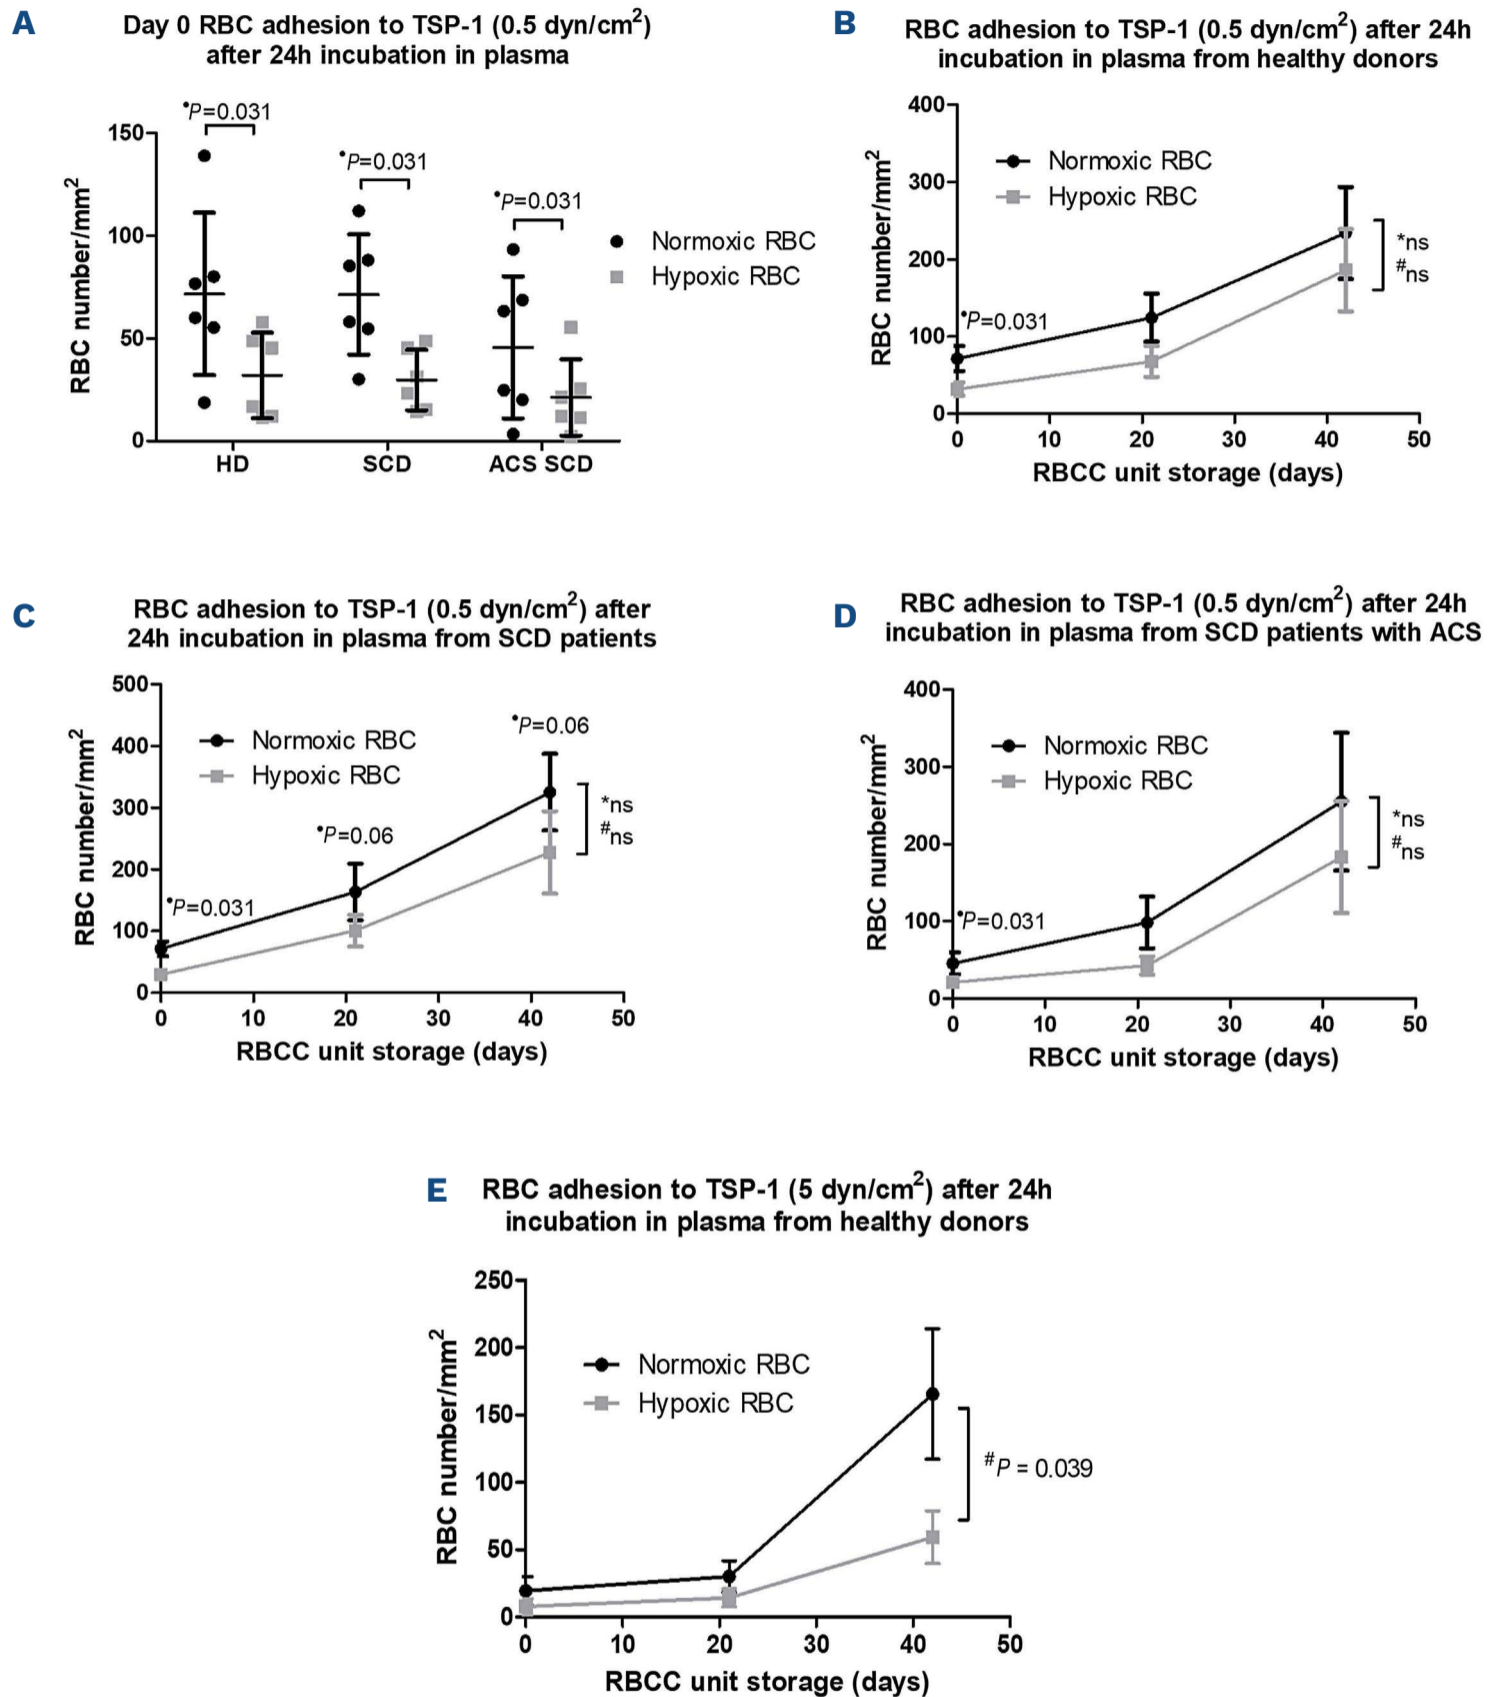 A
Day 0 RBC adhesion to TSP-1 (0.5 dyn/cm²)
after 24h incubation in plasma
RBC number/mm²
150
100
50
0
•P=0.031
•P=0.031
•P=0.031
HD
SCD
ACS SCD
Normoxic RBC
Hypoxic RBC
B
RBC adhesion to TSP-1 (0.5 dyn/cm²) after 24h
incubation in plasma from healthy donors
RBC number/mm²
400
300
200
100
0
Normoxic RBC
Hypoxic RBC
•P=0.031
*ns
#ns
0 10 20 30 40 50
RBCC unit storage (days)
C
RBC adhesion to TSP-1 (0.5 dyn/cm²) after
24h incubation in plasma from SCD patients
RBC number/mm²
500
400
300
200
100
0
Normoxic RBC
Hypoxic RBC
•P=0.031
•P=0.06
•P=0.06
*ns
#ns
0 10 20 30 40 50
RBCC unit storage (days)
D
RBC adhesion to TSP-1 (0.5 dyn/cm²) after 24h
incubation in plasma from SCD patients with ACS
RBC number/mm²
400
300
200
100
0
Normoxic RBC
Hypoxic RBC
•P=0.031
*ns
#ns
0 10 20 30 40 50
RBCC unit storage (days)
E
RBC adhesion to TSP-1 (5 dyn/cm²) after 24h
incubation in plasma from healthy donors
RBC number/mm²
250
200
150
100
50
0
Normoxic RBC
Hypoxic RBC
#P = 0.039
0 10 20 30 40 50
RBCC unit storage (days)